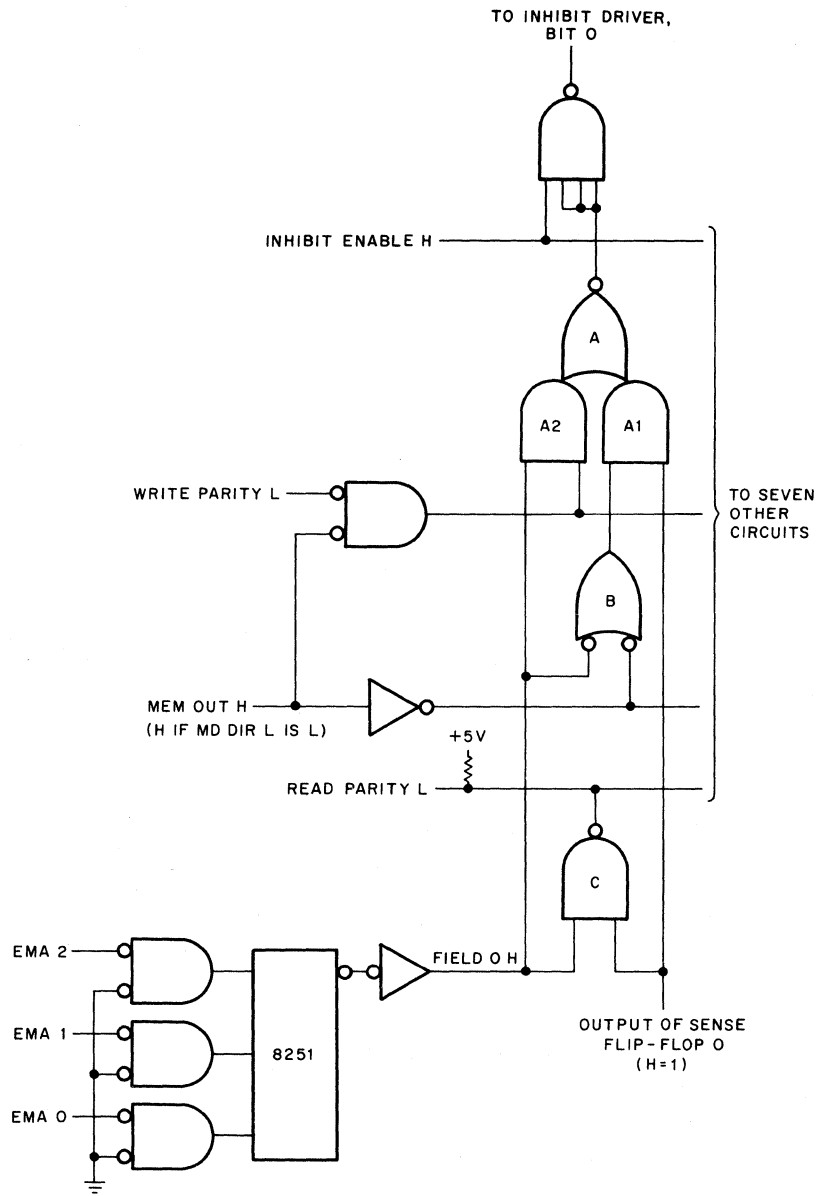 TO INHIBIT DRIVER,
BIT 0
INHIBIT ENABLE H
A
A2
A1
WRITE PARITY L
TO SEVEN
OTHER
CIRCUITS
B
MEM OUT H
(H IF MD DIR L IS L)
+5V
READ PARITY L
C
EMA 2
FIELD 0 H
EMA 1
8251
OUTPUT OF SENSE
FLIP-FLOP 0
(H=1)
EMA 0